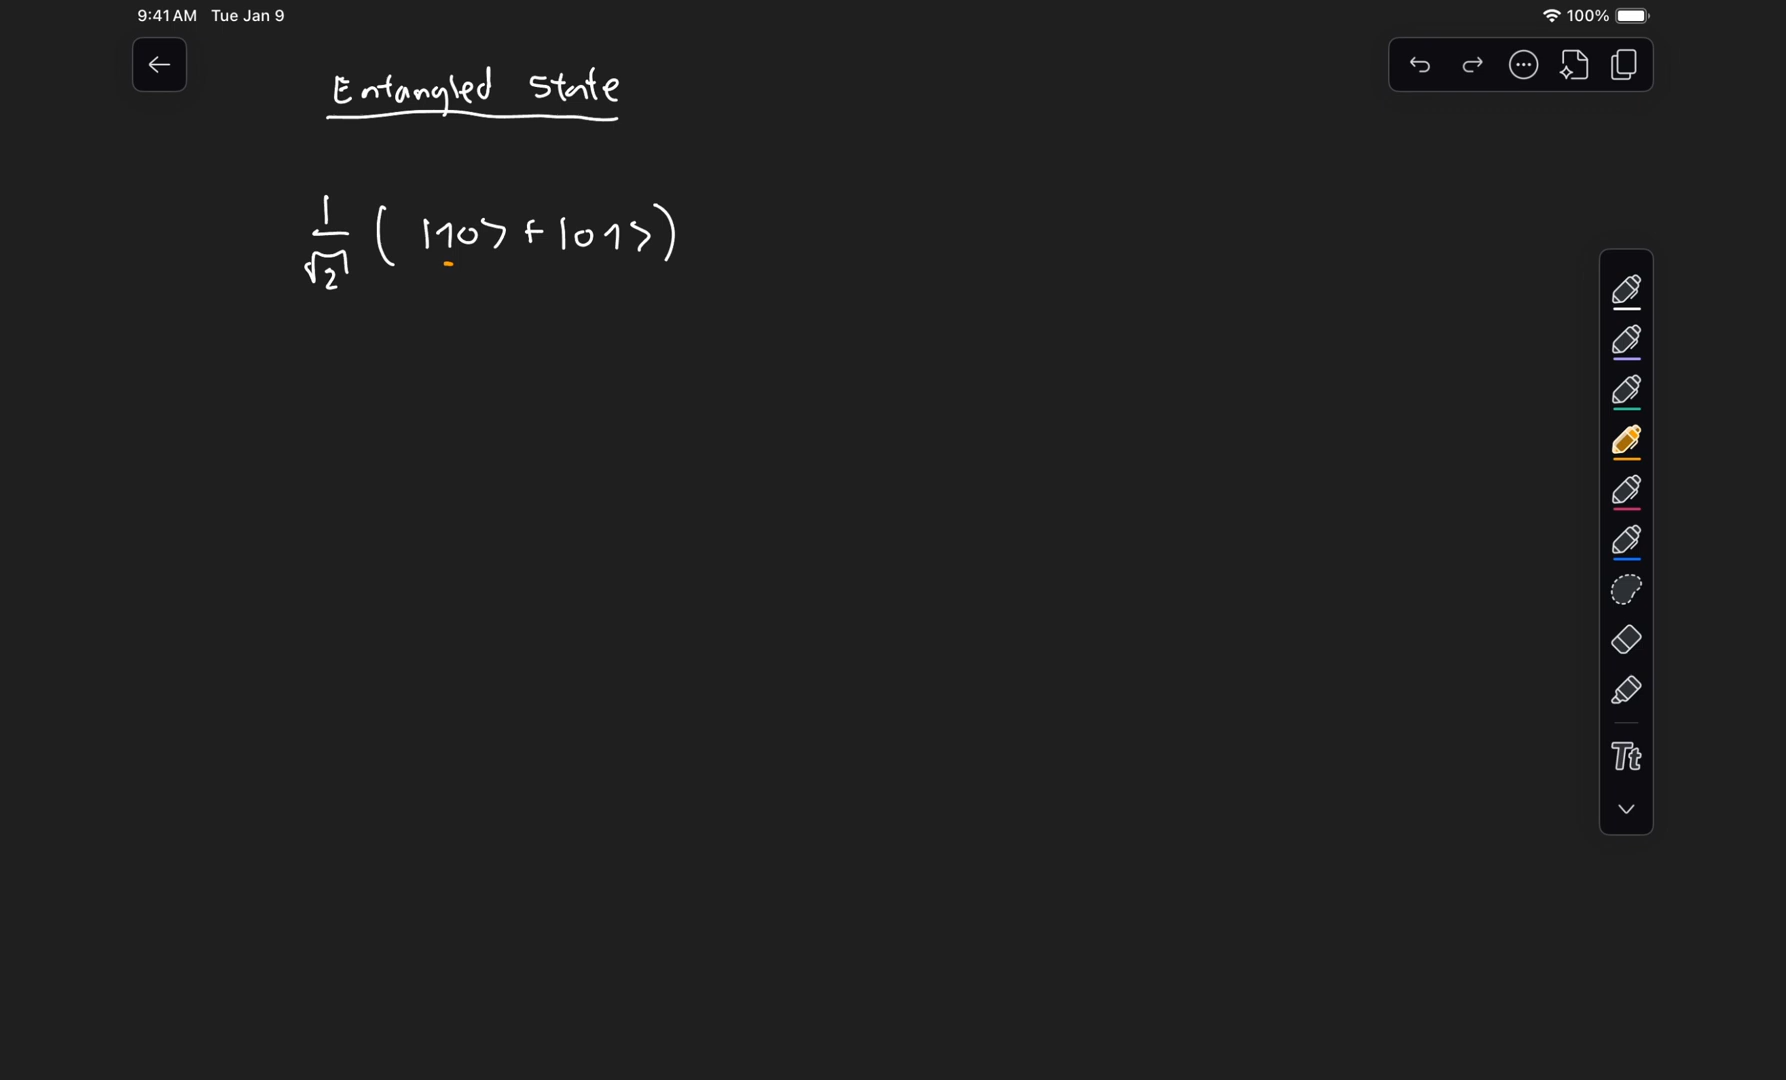 9:41 AM Tue Jan 9
100%
Entangled State
1/√2 ( |10> + |01> )
Tt